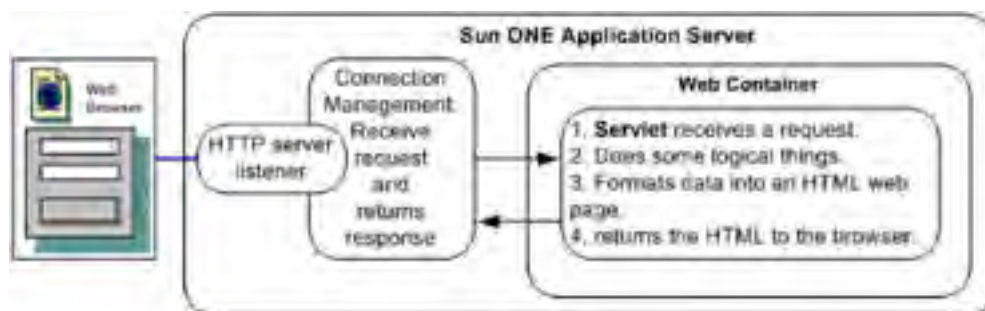 Sun ONE Application Server
Web
Browser
HTTP server
listener
Connection
Management
Receive
request
and
returns
response
Web Container
1. Servlet receives a request.
2. Does some logical things.
3. Formats data into an HTML web
page.
4. returns the HTML to the browser.